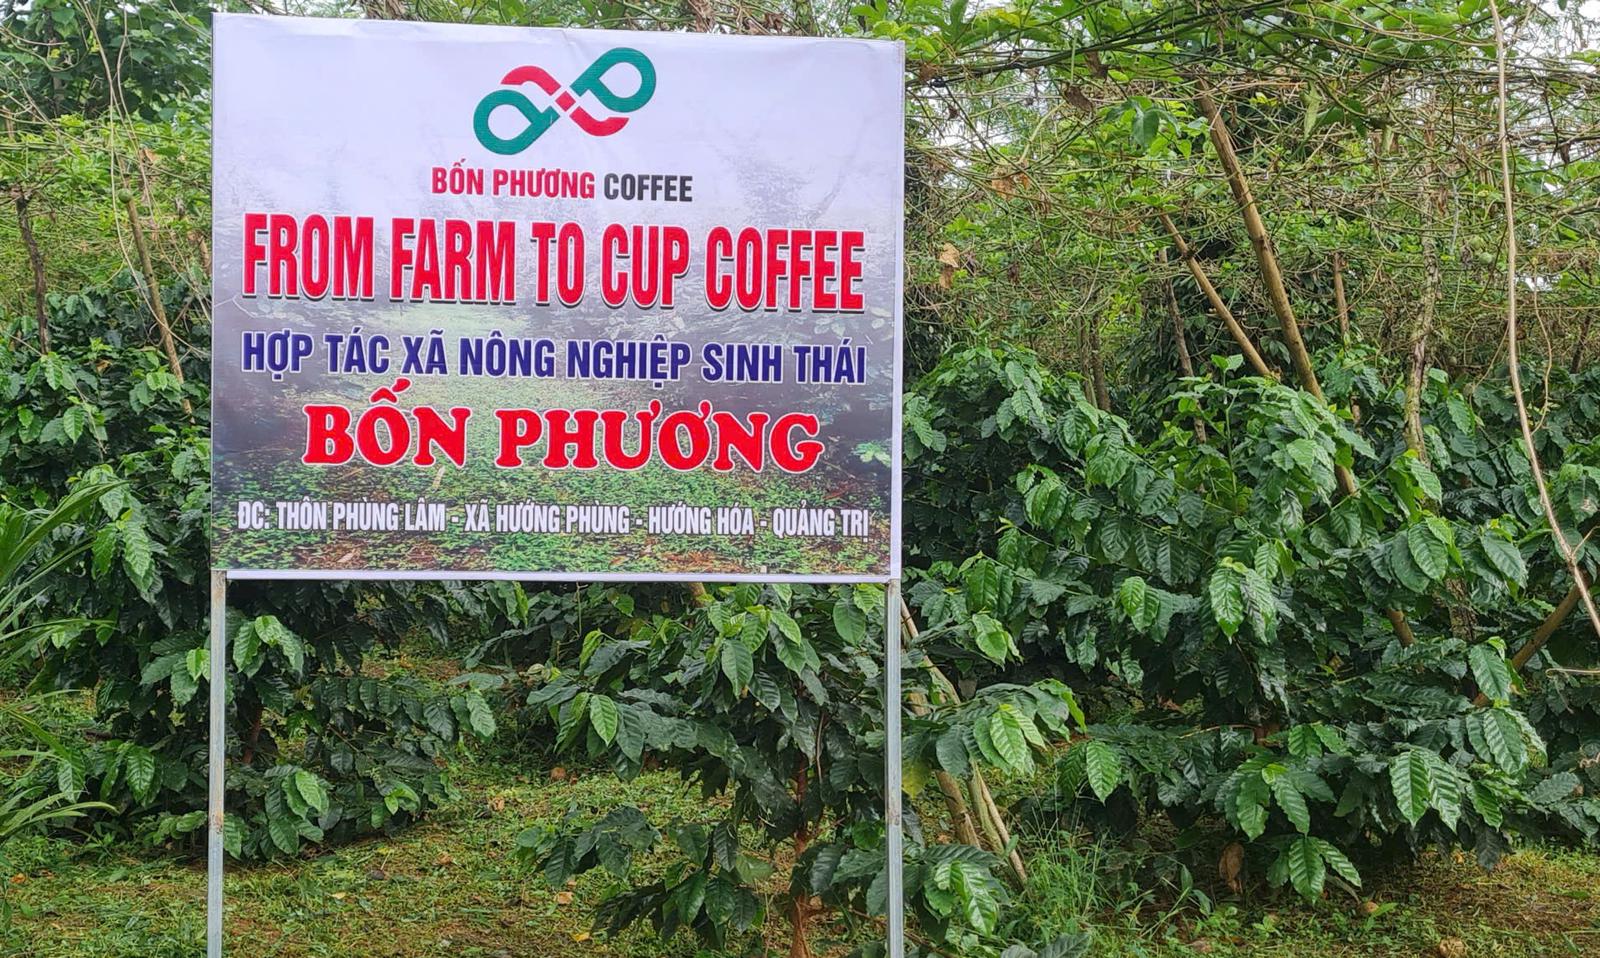 BỐN PHƯƠNG COFFEE
FROM FARM TO CUP COFFEE
HỢP TÁC XÃ NÔNG NGHIỆP SINH THÁI
BỐN PHƯƠNG
ĐC: THÔN PHÙNG LÂM - XÃ HƯỚNG PHÙNG - HƯỚNG HÓA - QUẢNG TRỊ